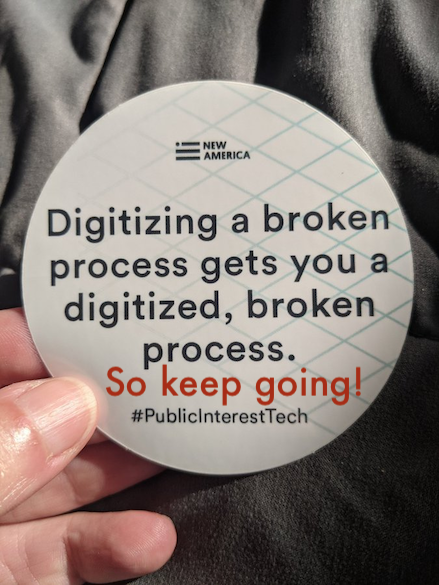 NEW
AMERICA
Digitizing a broken
process gets you a
digitized, broken
process.
So keep going!
#PublicInterestTech